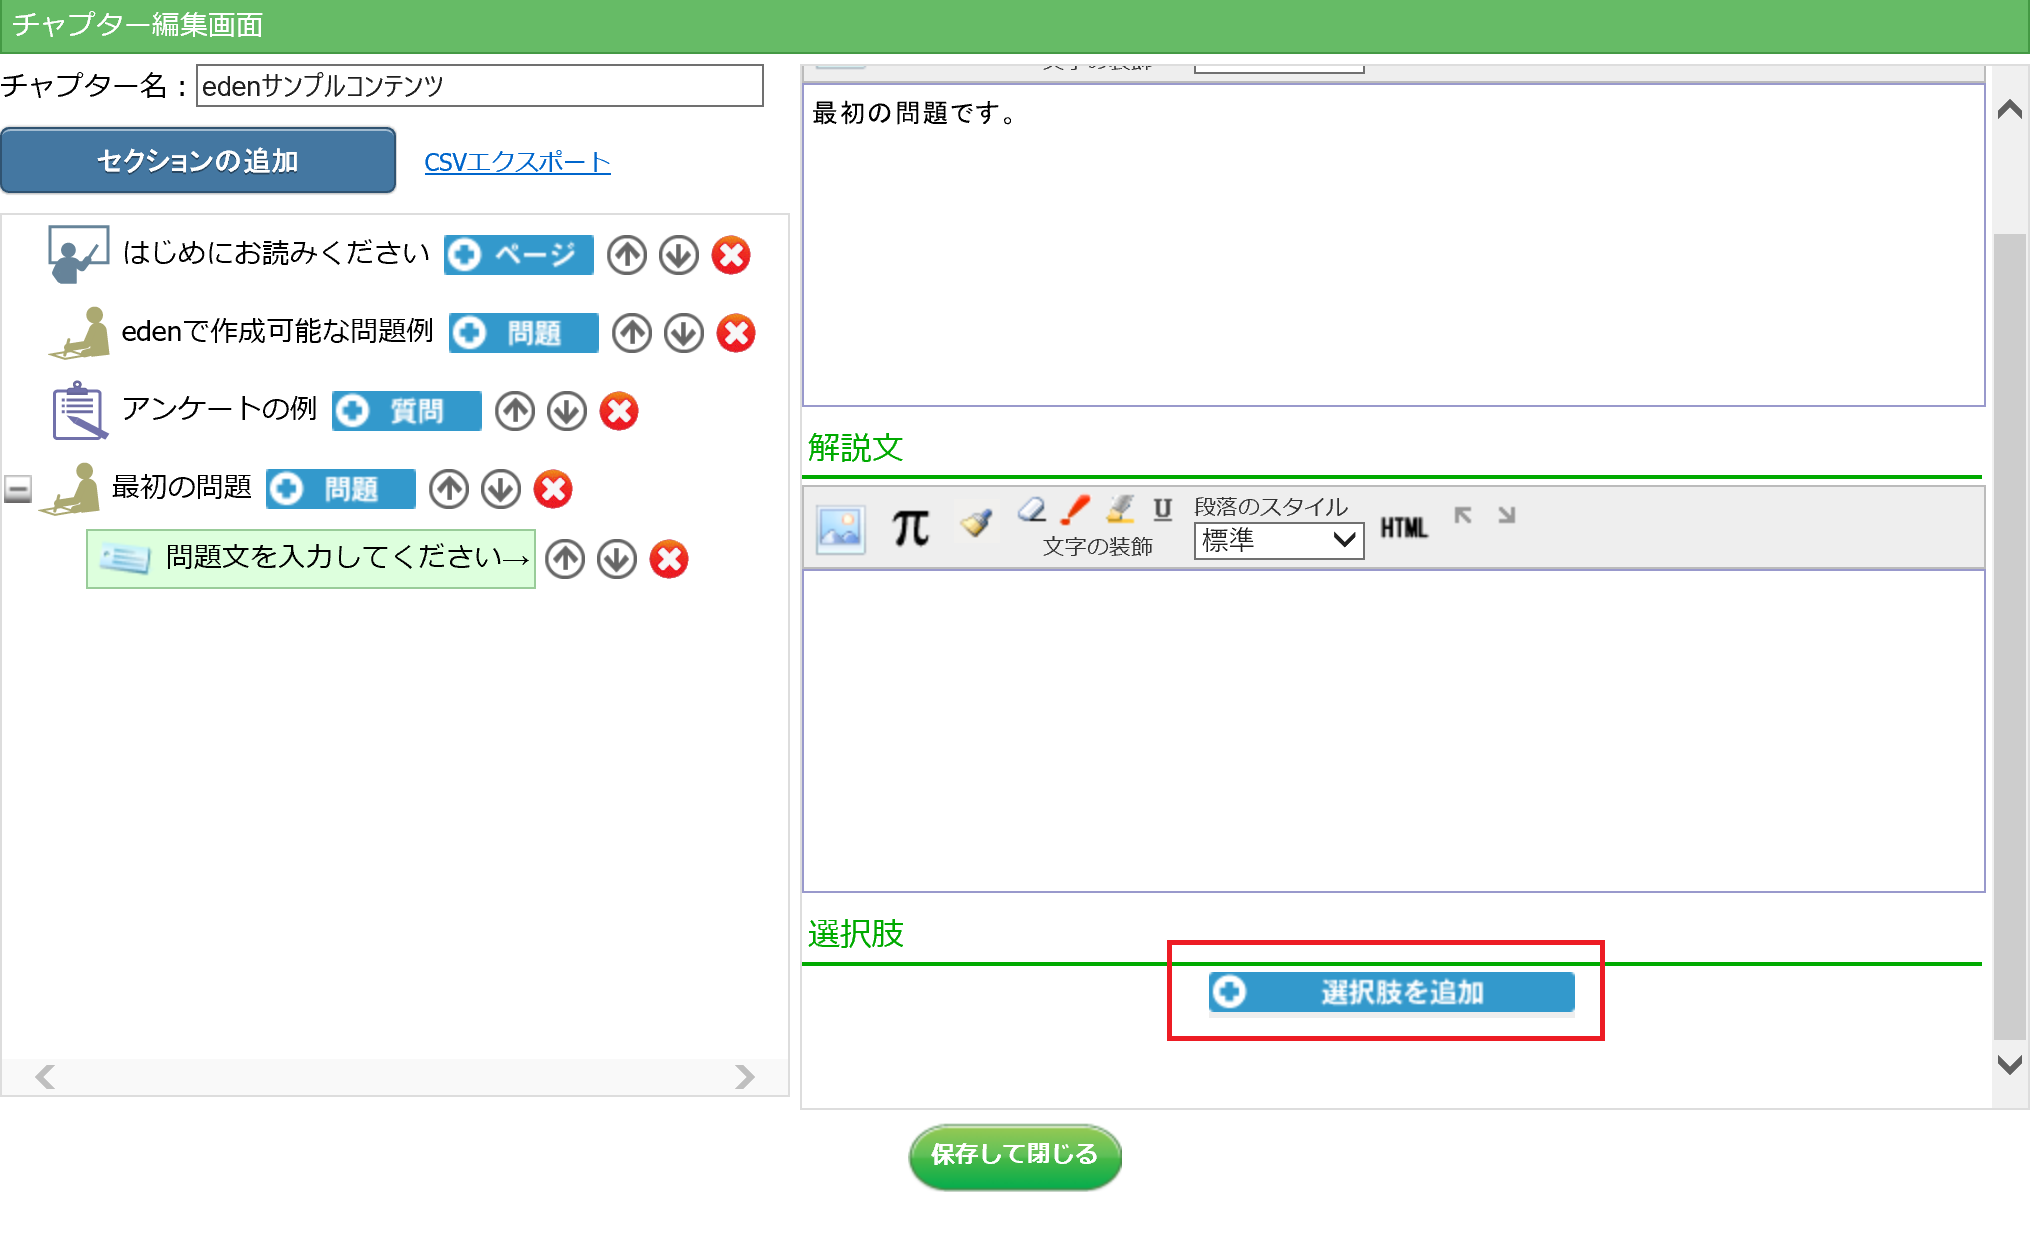 チャプター編集画面
チャプター名：edenサンプルコンテンツ
セクションの追加 CSVエクスポート
はじめにお読みください ページ
edenで作成可能な問題例 問題
アンケートの例 質問
最初の問題 問題
問題文を入力してください→
文字の装飾
最初の問題です。
解説文
π U 段落のスタイル HTML
文字の装飾 標準
選択肢
選択肢を追加
保存して閉じる